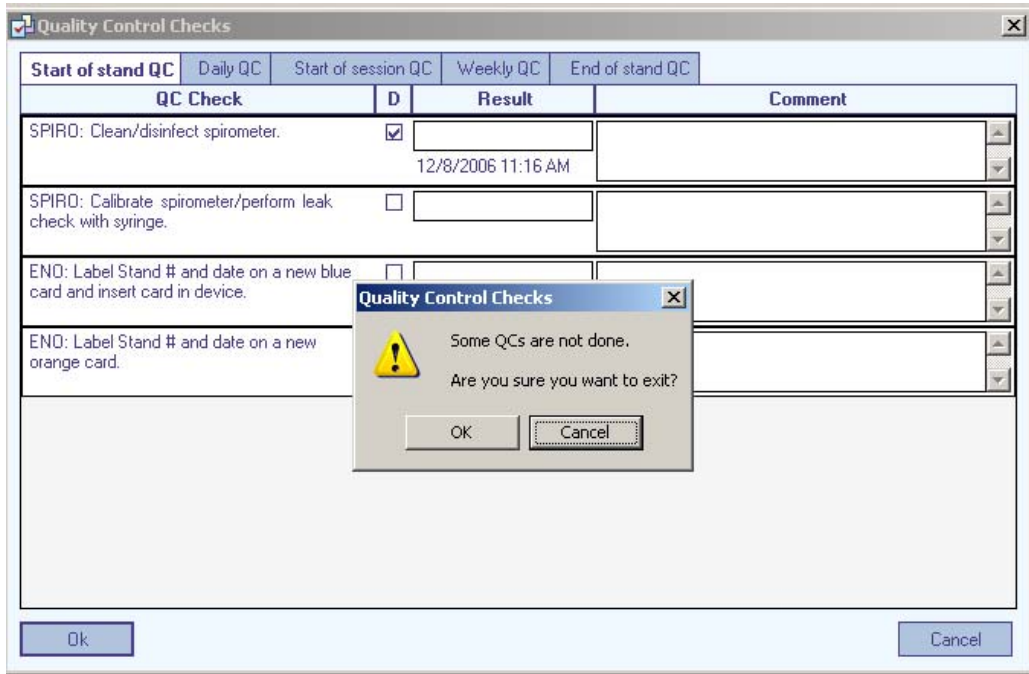 Quality Control Checks
Start of stand QC Daily QC Start of session QC Weekly QC End of stand QC
QC Check D Result Comment
SPIRO: Clean/disinfect spirometer.
12/8/2006 11:16 AM
SPIRO: Calibrate spirometer/perform leak
check with syringe.
ENO: Label Stand # and date on a new blue
card and insert card in device.
ENO: Label Stand # and date on a new
orange card.
Quality Control Checks
Some QCs are not done.
Are you sure you want to exit?
OK Cancel
Ok Cancel